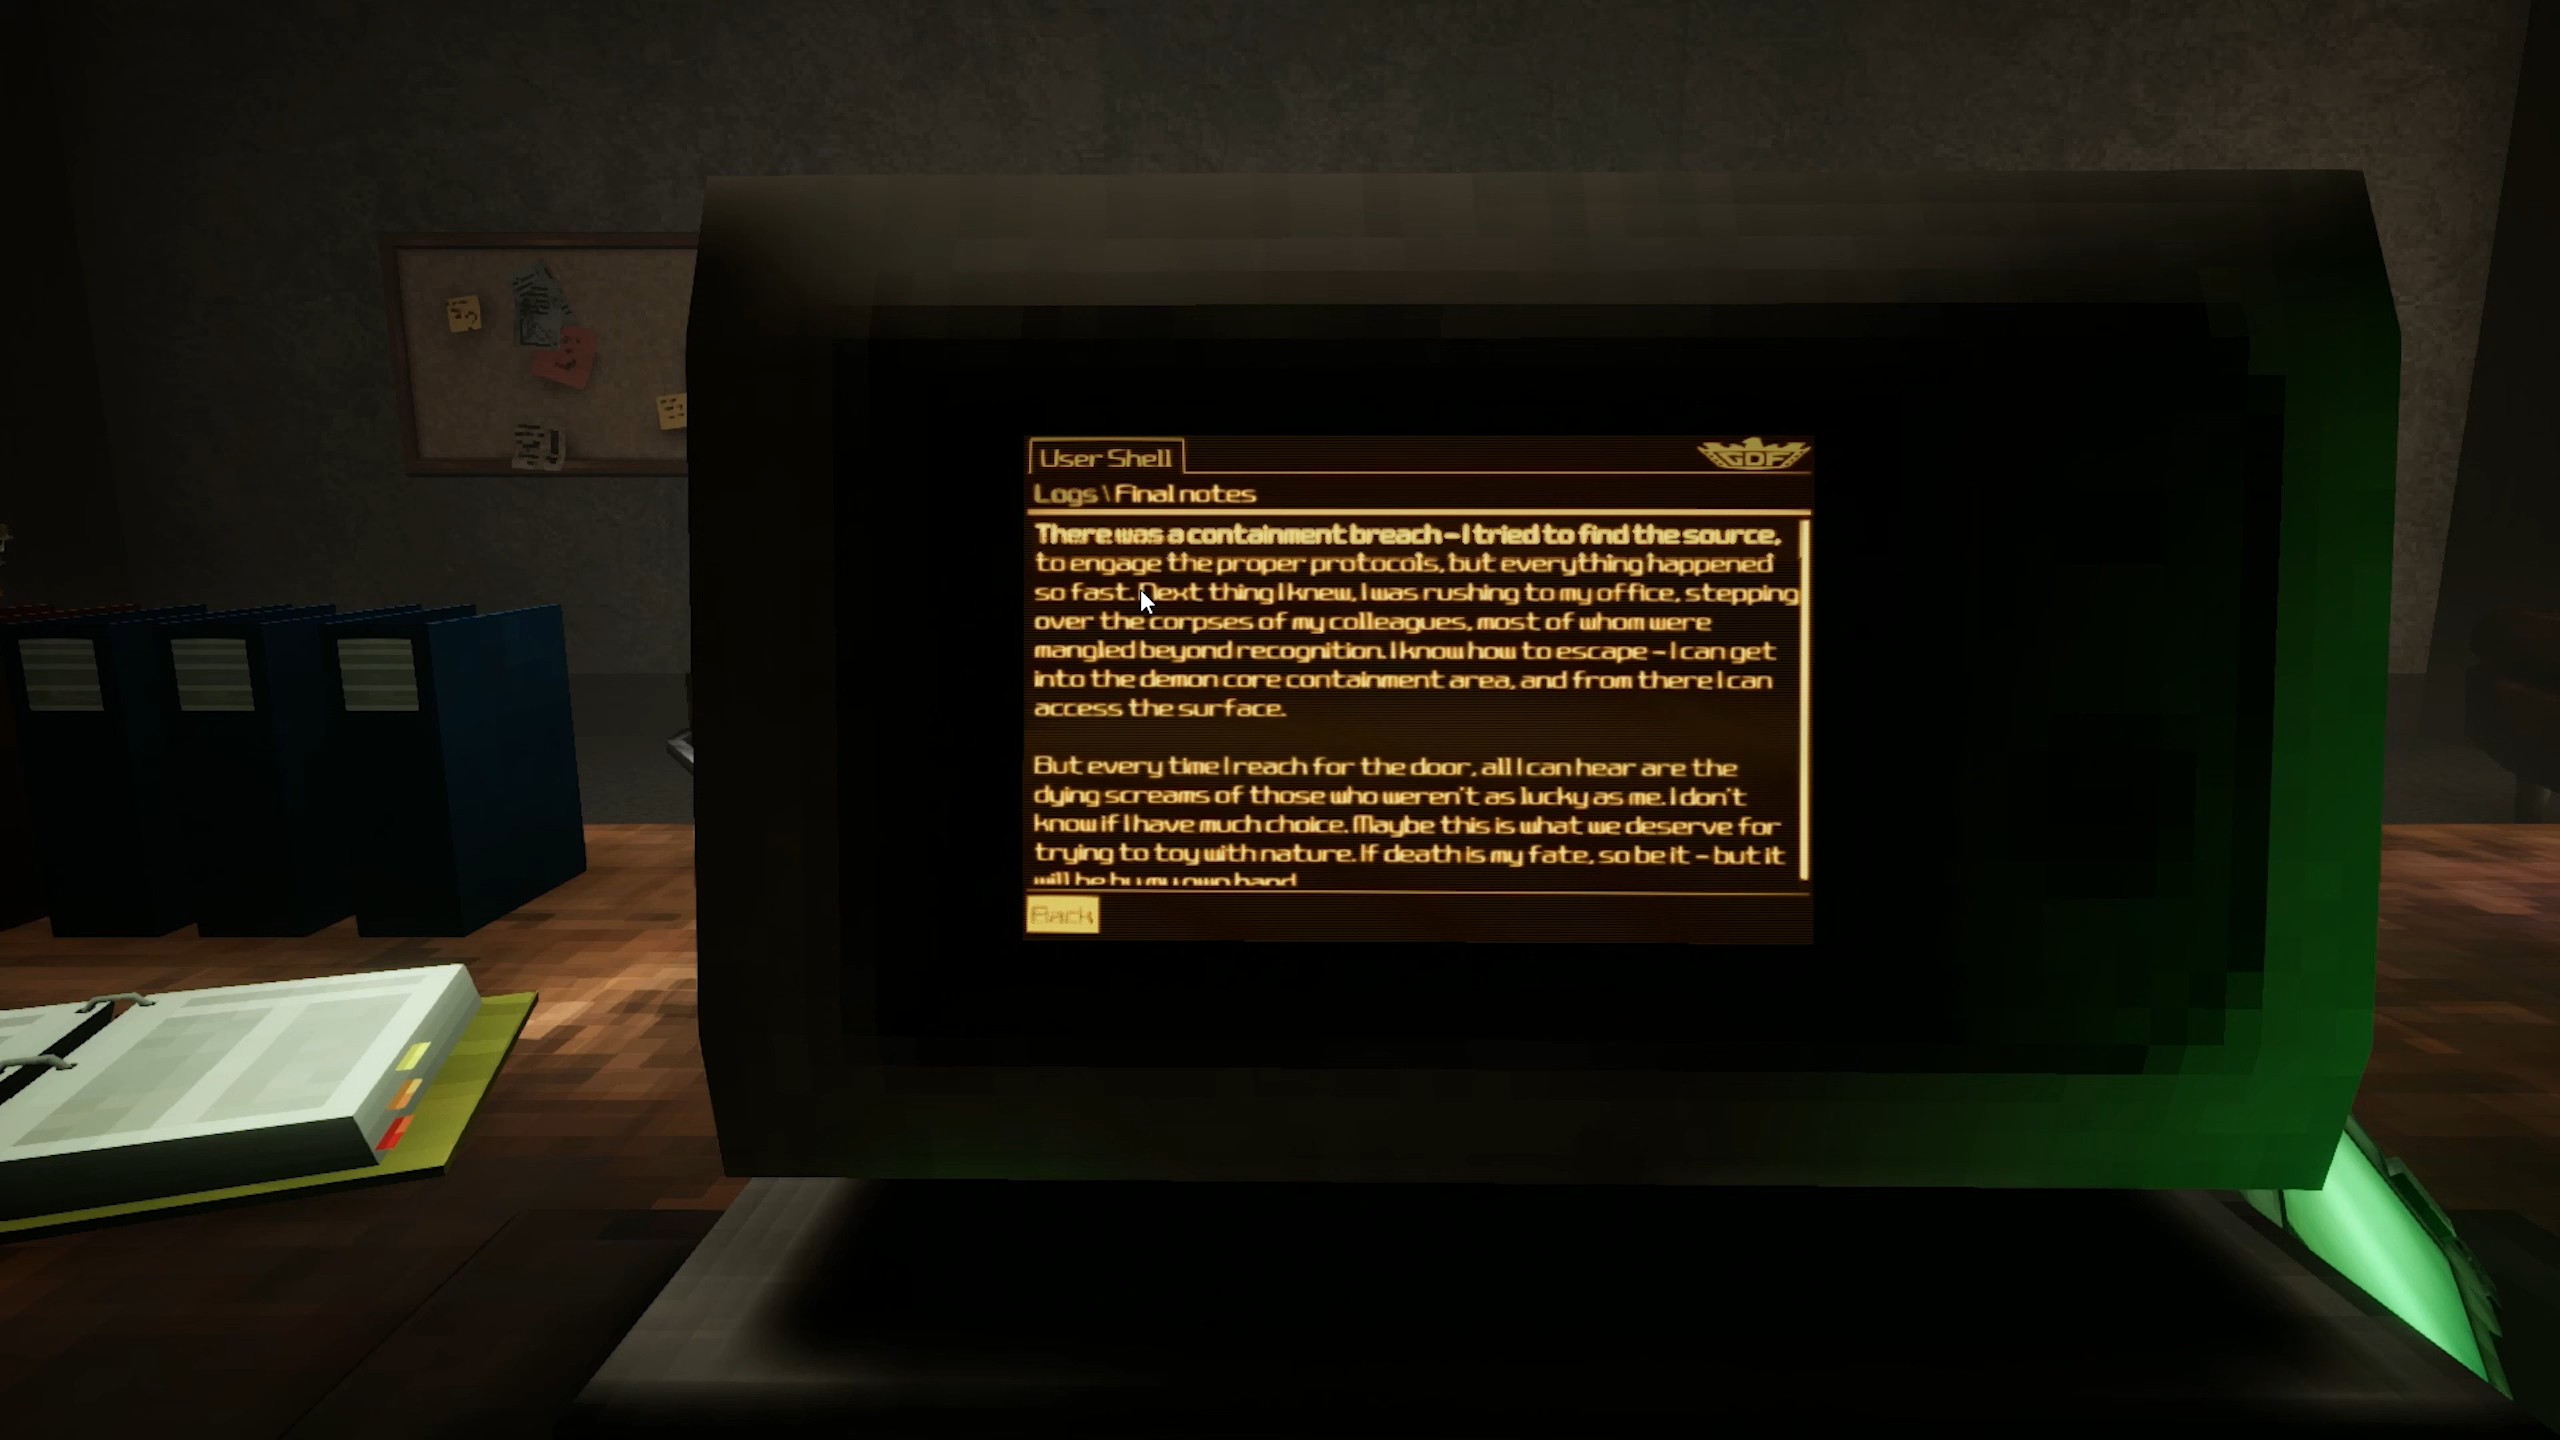 User Shell
GDF
Logs \ Final notes
There was a containment breach - I tried to find the source,
to engage the proper protocols, but everything happened
so fast. Next thing I knew, I was rushing to my office, stepping
over the corpses of my colleagues, most of whom were
mangled beyond recognition. I know how to escape - I can get
into the demon core containment area, and from there I can
access the surface.
But every time I reach for the door, all I can hear are the
dying screams of those who weren't as lucky as me. I don't
know if I have much choice. Maybe this is what we deserve for
trying to toy with nature. If death is my fate, so be it - but it
will be by my own hand
Back